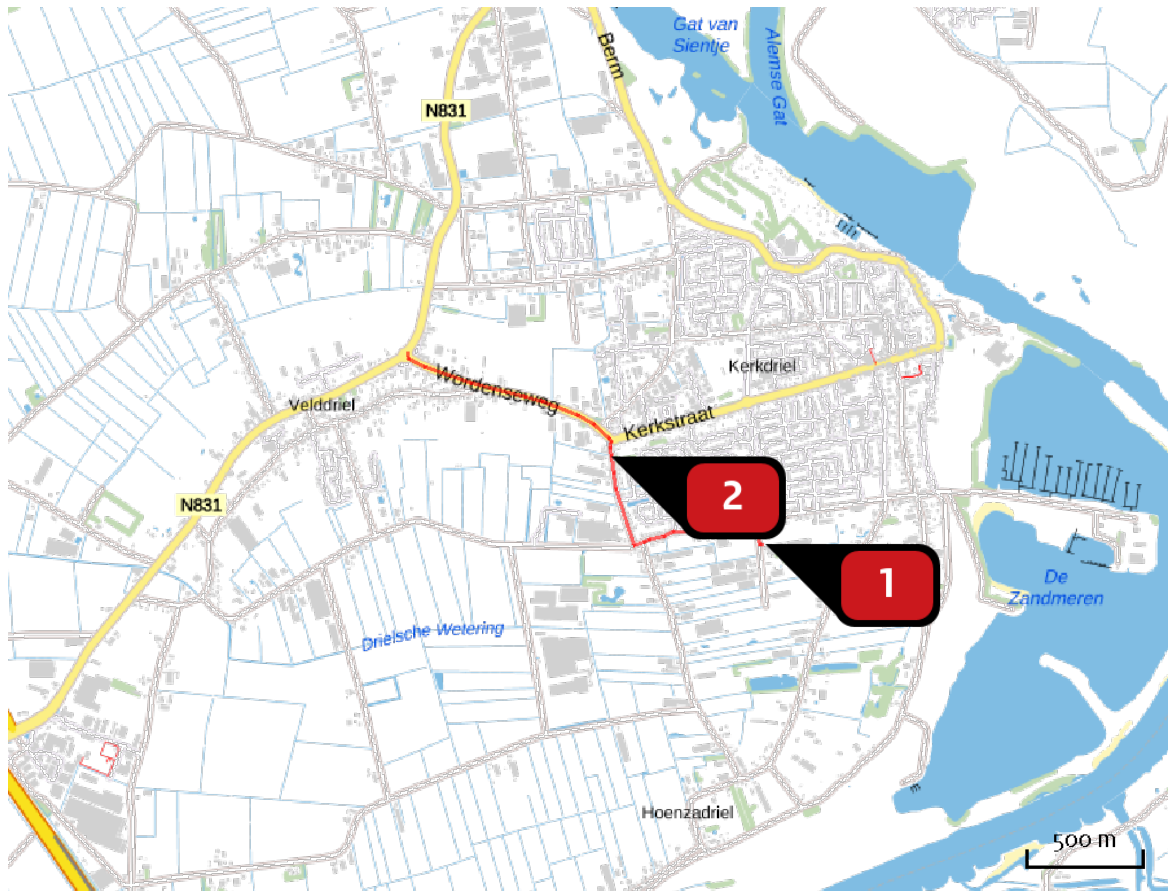 Gat van
Sientje
Alemse Gat
Berm
N831
Kerkdriel
Wordenseweg
Velddriel
Kerkstraat
N831
2
1
De
Zandmeren
Drielsche Wetering
Hoenzadriel
500 m